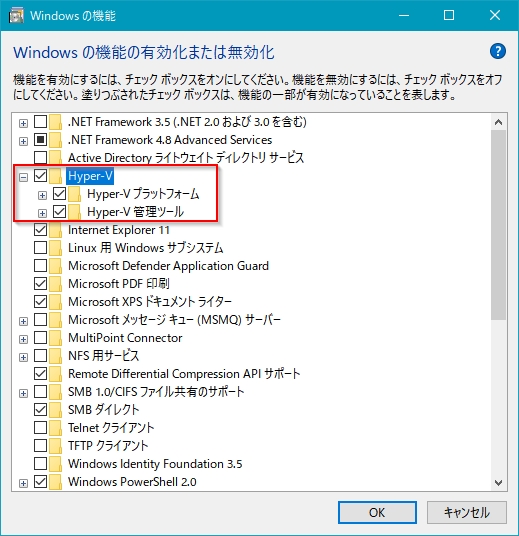 Windows の機能
Windows の機能の有効化または無効化
機能を有効にするには、チェック ボックスをオンにしてください。機能を無効にするには、チェック ボックスをオフ
にしてください。塗りつぶされたチェック ボックスは、機能の一部が有効になっていることを表します。
.NET Framework 3.5 (.NET 2.0 および 3.0 を含む)
.NET Framework 4.8 Advanced Services
Active Directory ライトウェイト ディレクトリ サービス
Hyper-V
Hyper-V プラットフォーム
Hyper-V 管理ツール
Internet Explorer 11
Linux 用 Windows サブシステム
Microsoft Defender Application Guard
Microsoft PDF 印刷
Microsoft XPS ドキュメント ライター
Microsoft メッセージ キュー (MSMQ) サーバー
MultiPoint Connector
NFS 用サービス
Remote Differential Compression API サポート
SMB 1.0/CIFS ファイル共有のサポート
SMB ダイレクト
Telnet クライアント
TFTP クライアント
Windows Identity Foundation 3.5
Windows PowerShell 2.0
OK
キャンセル